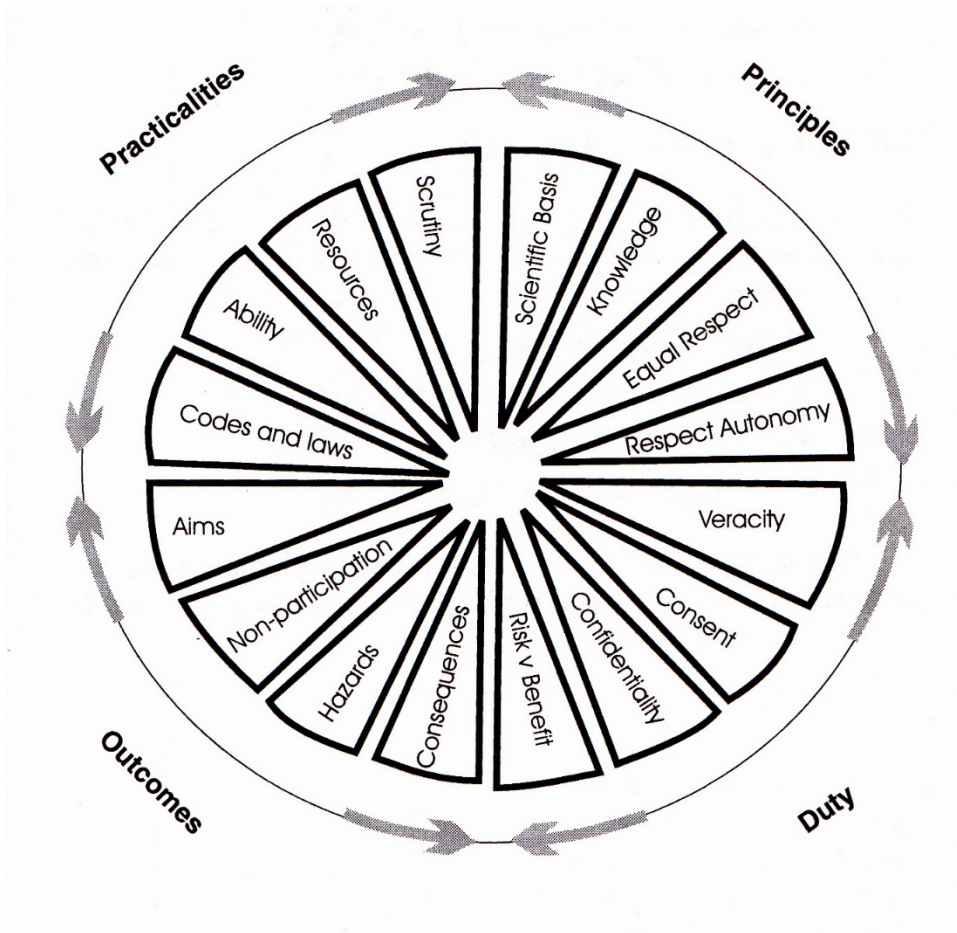 Practicalities
Principles
Scrutiny
Scientific Basis
Resources
Knowledge
Ability
Equal Respect
Codes and laws
Respect Autonomy
Aims
Veracity
Non-participation
Consent
Hazards
Confidentiality
Consequences
Risk v Benefit
Outcomes
Duty